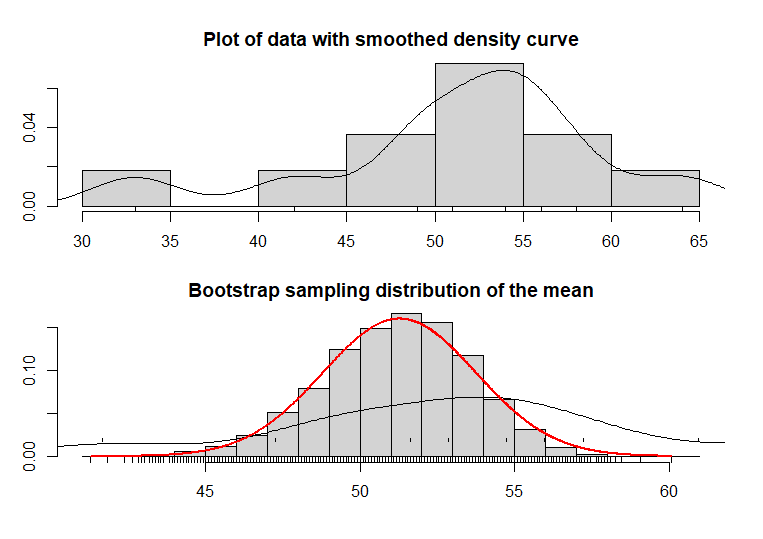 Plot of data with smoothed density curve
0.04
0.00
30 35 40 45 50 55 60 65
Bootstrap sampling distribution of the mean
0.10
0.00
45 50 55 60